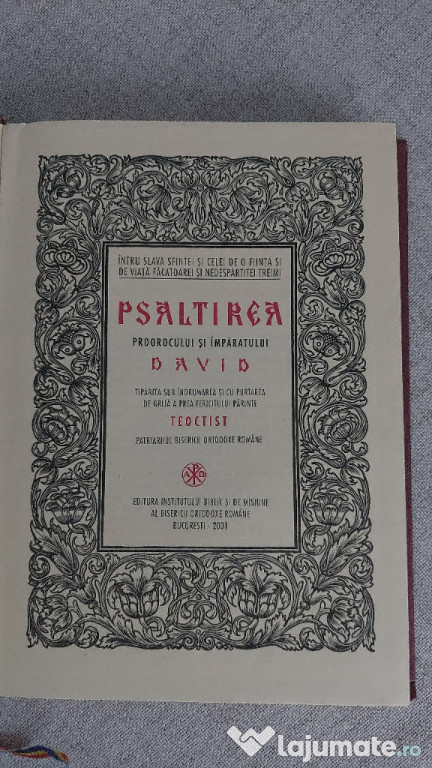 ÎNTRU SLAVA SFINTEI ȘI CELEI DE O FIINȚĂ ȘI
DE VIAȚĂ FĂCĂTOAREI ȘI NEDESPĂRȚITEI TREIMI
PSALTIREA
PROOROCULUI ȘI ÎMPĂRATULUI
DAVID
TIPĂRITĂ SUB ÎNDRUMAREA ȘI CU PURTAREA
DE GRIJĂ A PREA FERICITULUI PĂRINTE
TEOCTIST
PATRIARHUL BISERICII ORTODOXE ROMÂNE
EDITURA INSTITUTULUI BIBLIC ȘI DE MISIUNE
AL BISERICII ORTODOXE ROMÂNE
BUCUREȘTI -
lajumate.ro